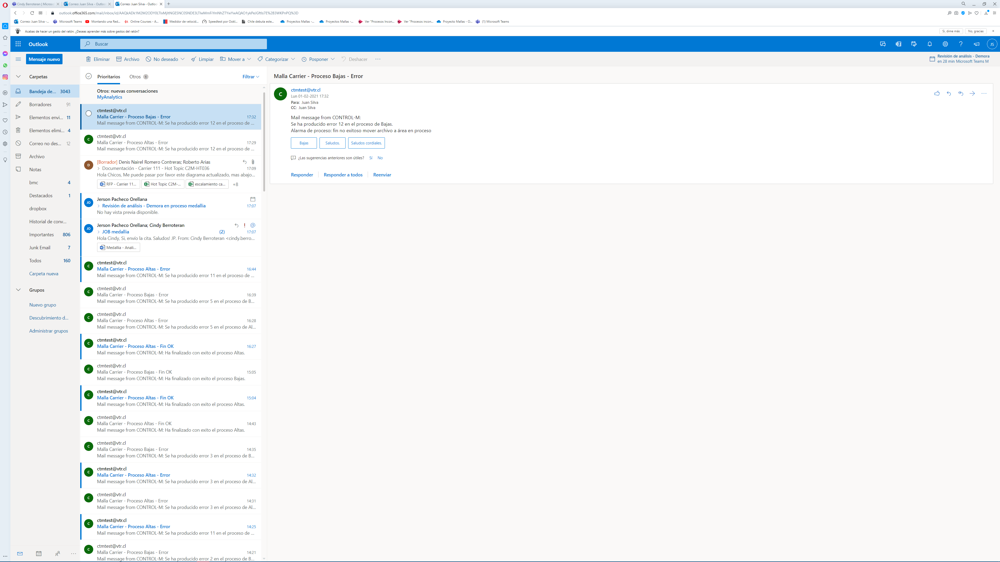 Cindy Berroteran | Microso
Correo: Juan Silva - Outloo
Correo: Juan Silva - Outloo
outlook.office365.com/mail/inbox/id/
Correo: Juan Silva -...
Microsoft Teams
Montando una Red...
Online Courses - A...
Medidor de velocid...
Speedtest por Ookl...
Chile debuta este...
Proyectos Mallas -...
Proyectos Mallas -...
Ver "Procesos Incon...
Ver "Procesos incon...
Proyecto Mallas - O...
(1) Microsoft Teams
Acabas de hacer un gesto del ratón. ¿Deseas aprender más sobre gestos del ratón?
Sí, dime más
No, gracias
Outlook
Buscar
JS
Mensaje nuevo
Eliminar
Archivo
No deseado
Limpiar
Mover a
Categorizar
Posponer
Deshacer
Revisión de análisis - Demora
en 28 min Microsoft Teams M
Carpetas
Bandeja de... 3043
Borradores 91
Elementos envi... 11
Elementos elimi... 4
Correo no des... 12
Archivo
Notas
bmc 4
Destacados 1
dropbox
Historial de conv...
Importantes 806
Junk Email 7
Todos 160
Carpeta nueva
Grupos
Nuevo grupo
Descubrimiento d...
Administrar grupos
Prioritarios
Otros 1
Filtrar
Otros: nuevas conversaciones
MyAnalytics
ctmtest@vtr.cl
Malla Carrier - Proceso Bajas - Error 17:32
Mail message from CONTROL-M: Se ha producido error 12 en el proceso de ...
C
ctmtest@vtr.cl
Malla Carrier - Proceso Altas - Error 17:29
Mail message from CONTROL-M: Se ha producido error 12 en el proceso de ...
D
[Borrador] Denis Nairel Romero Contreras; Roberto Arias
Documentación - Carrier 111 - Hot Topic C2M-HT036 17:09
Hola Chicos, Me puede pasar por favor este diagrama actualizado, mas abajo...
RFP - Carrier 11...
Hot Topic C2M-...
escalamiento ca...
+8
JO
Jerson Pacheco Orellana
Revisión de análisis - Demora en proceso medallia 17:07
No hay vista previa disponible.
JO
Jerson Pacheco Orellana; Cindy Berroteran
JOB medallia (2) 17:07
Hola Cindy, Si, envío la cita. Saludos! JP. From: Cindy Berroteran <cindy.berro...
Medallia - Anali...
C
ctmtest@vtr.cl
Malla Carrier - Proceso Altas - Error 16:44
Mail message from CONTROL-M: Se ha producido error 11 en el proceso de ...
C
ctmtest@vtr.cl
Malla Carrier - Proceso Bajas - Error 16:39
Mail message from CONTROL-M: Se ha producido error 5 en el proceso de B...
C
ctmtest@vtr.cl
Malla Carrier - Proceso Altas - Error 16:28
Mail message from CONTROL-M: Se ha producido error 5 en el proceso de Al...
C
ctmtest@vtr.cl
Malla Carrier - Proceso Altas - Fin OK 16:27
Mail message from CONTROL-M: Ha finalizado con exito el proceso Altas.
C
ctmtest@vtr.cl
Malla Carrier - Proceso Bajas - Fin OK 15:05
Mail message from CONTROL-M: Ha finalizado con exito el proceso Bajas.
C
ctmtest@vtr.cl
Malla Carrier - Proceso Altas - Fin OK 15:04
Mail message from CONTROL-M: Ha finalizado con exito el proceso Altas.
C
ctmtest@vtr.cl
Malla Carrier - Proceso Altas - Fin OK 14:43
Mail message from CONTROL-M: Ha finalizado con exito el proceso Altas.
C
ctmtest@vtr.cl
Malla Carrier - Proceso Bajas - Error 14:35
Mail message from CONTROL-M: Se ha producido error 3 en el proceso de B...
C
ctmtest@vtr.cl
Malla Carrier - Proceso Altas - Error 14:32
Mail message from CONTROL-M: Se ha producido error 3 en el proceso de Al...
C
ctmtest@vtr.cl
Malla Carrier - Proceso Altas - Error 14:31
Mail message from CONTROL-M: Se ha producido error 3 en el proceso de Al...
C
ctmtest@vtr.cl
Malla Carrier - Proceso Altas - Error 14:25
Mail message from CONTROL-M: Se ha producido error 11 en el proceso de ...
C
ctmtest@vtr.cl
Malla Carrier - Proceso Bajas - Error 14:21
Mail message from CONTROL-M: Se ha producido error 2 en el proceso de B...
Malla Carrier - Proceso Bajas - Error
C
ctmtest@vtr.cl
Lun 01-02-2021 17:32
Para: Juan Silva
CC: Juan Silva
Mail message from CONTROL-M:
Se ha producido error 12 en el proceso de Bajas.
Alarma de proceso: fin no exitoso mover archivo a área en proceso
Bajas
Saludos.
Saludos cordiales.
¿Las sugerencias anteriores son útiles? Sí No
Responder
Responder a todos
Reenviar